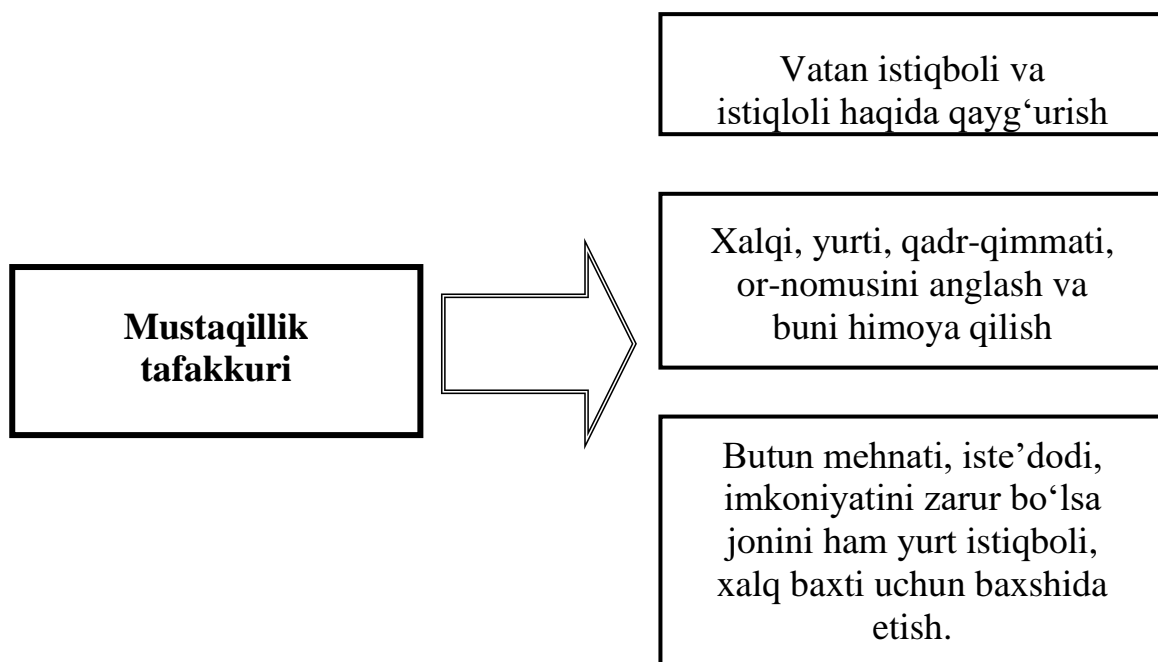 Vatan istiqboli va
istiqloli haqida qayg‘urish
Mustaqillik
tafakkuri
Xalqi, yurti, qadr-qimmati,
or-nomusini anglash va
buni himoya qilish
Butun mehnati, iste’dodi,
imkoniyatini zarur bo‘lsa
jonini ham yurt istiqboli,
xalq baxti uchun baxshida
etish.